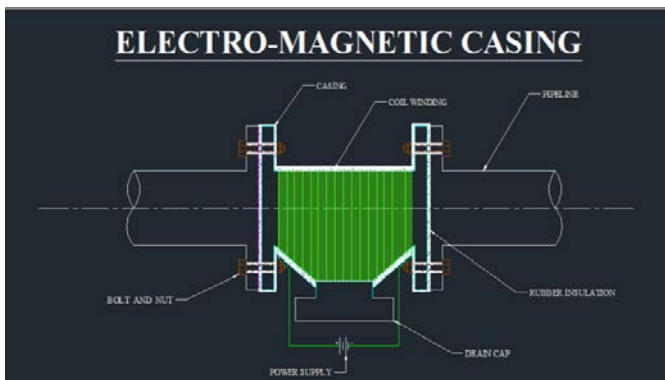 ELECTRO-MAGNETIC CASING
CASING
COIL WINDING
PIPELINE
BOLT AND NUT
RUBBER INSULATION
DRAIN CAP
POWER SUPPLY